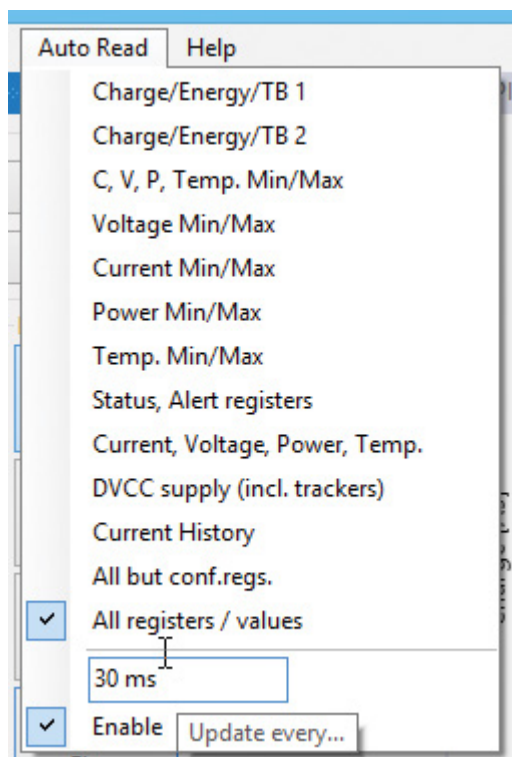 Auto Read Help
Charge/Energy/TB 1
Charge/Energy/TB 2
C, V, P, Temp. Min/Max
Voltage Min/Max
Current Min/Max
Power Min/Max
Temp. Min/Max
Status, Alert registers
Current, Voltage, Power, Temp.
DVCC supply (incl. trackers)
Current History
All but conf.regs.
All registers / values
30 ms
Enable
Update every...